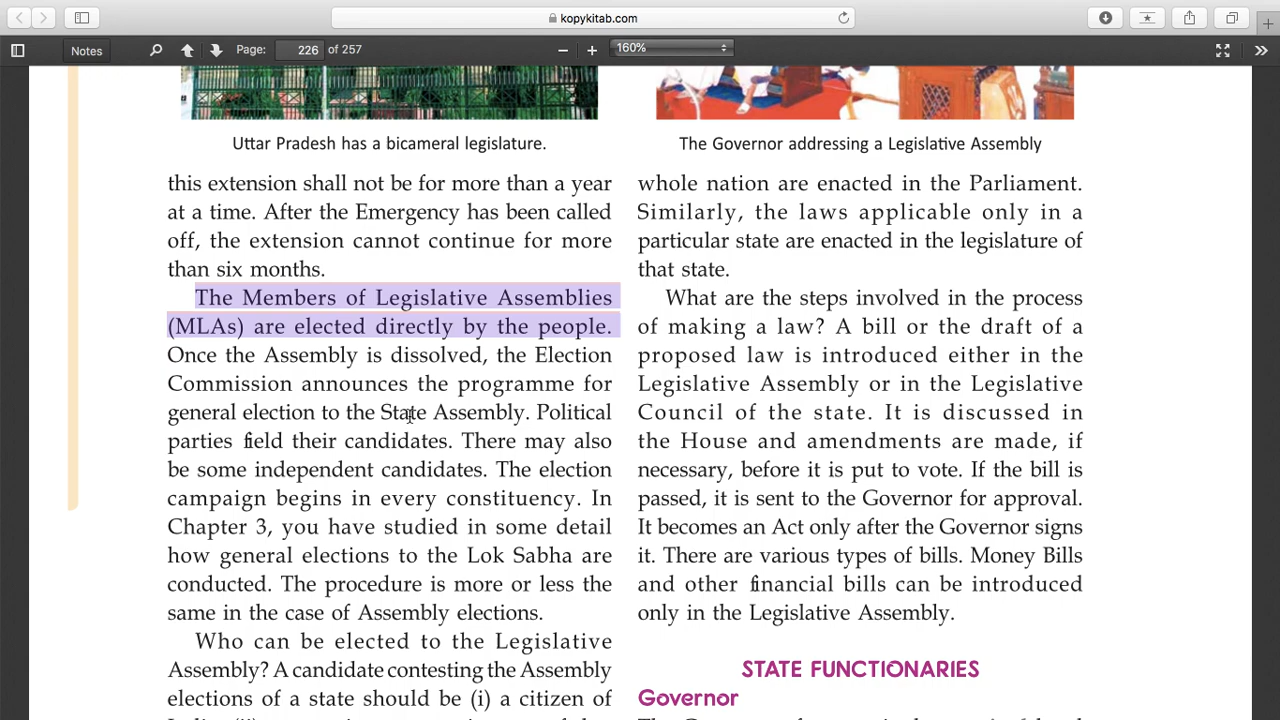 kopykitab.com
Notes
Page: 226 of 257
160%
Uttar Pradesh has a bicameral legislature.
this extension shall not be for more than a year
at a time. After the Emergency has been called
off, the extension cannot continue for more
than six months.
The Members of Legislative Assemblies
(MLAs) are elected directly by the people.
Once the Assembly is dissolved, the Election
Commission announces the programme for
general election to the State Assembly. Political
parties field their candidates. There may also
be some independent candidates. The election
campaign begins in every constituency. In
Chapter 3, you have studied in some detail
how general elections to the Lok Sabha are
conducted. The procedure is more or less the
same in the case of Assembly elections.
Who can be elected to the Legislative
Assembly? A candidate contesting the Assembly
elections of a state should be (i) a citizen of
The Governor addressing a Legislative Assembly
whole nation are enacted in the Parliament.
Similarly, the laws applicable only in a
particular state are enacted in the legislature of
that state.
What are the steps involved in the process
of making a law? A bill or the draft of a
proposed law is introduced either in the
Legislative Assembly or in the Legislative
Council of the state. It is discussed in
the House and amendments are made, if
necessary, before it is put to vote. If the bill is
passed, it is sent to the Governor for approval.
It becomes an Act only after the Governor signs
it. There are various types of bills. Money Bills
and other financial bills can be introduced
only in the Legislative Assembly.
STATE FUNCTIONARIES
Governor